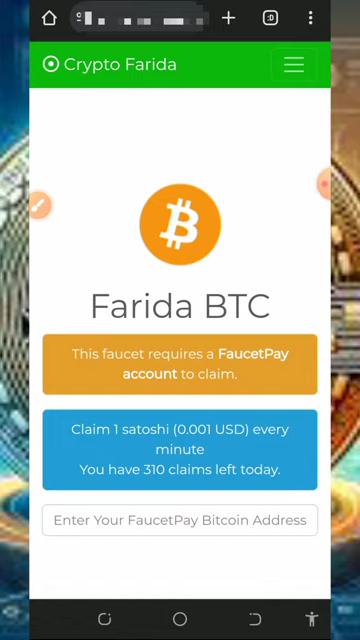 :D
Crypto Farida
Farida BTC
This faucet requires a FaucetPay
account to claim.
Claim 1 satoshi (0.001 USD) every
minute
You have 310 claims left today.
Enter Your FaucetPay Bitcoin Address